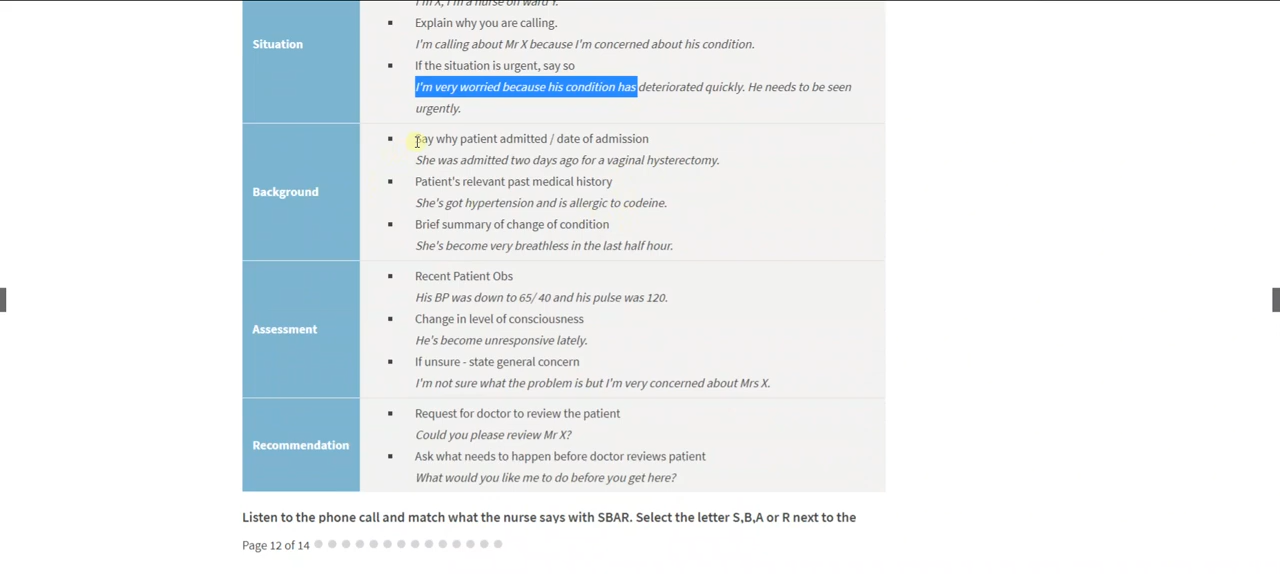 I'm X, I'm a nurse on ward Y.
Situation
Explain why you are calling.
I'm calling about Mr X because I'm concerned about his condition.
If the situation is urgent, say so
I'm very worried because his condition has deteriorated quickly. He needs to be seen
urgently.
Background
Say why patient admitted / date of admission
She was admitted two days ago for a vaginal hysterectomy.
Patient's relevant past medical history
She's got hypertension and is allergic to codeine.
Brief summary of change of condition
She's become very breathless in the last half hour.
Assessment
Recent Patient Obs
His BP was down to 65/ 40 and his pulse was 120.
Change in level of consciousness
He's become unresponsive lately.
If unsure - state general concern
I'm not sure what the problem is but I'm very concerned about Mrs X.
Recommendation
Request for doctor to review the patient
Could you please review Mr X?
Ask what needs to happen before doctor reviews patient
What would you like me to do before you get here?
Listen to the phone call and match what the nurse says with SBAR. Select the letter S,B,A or R next to the
Page 12 of 14